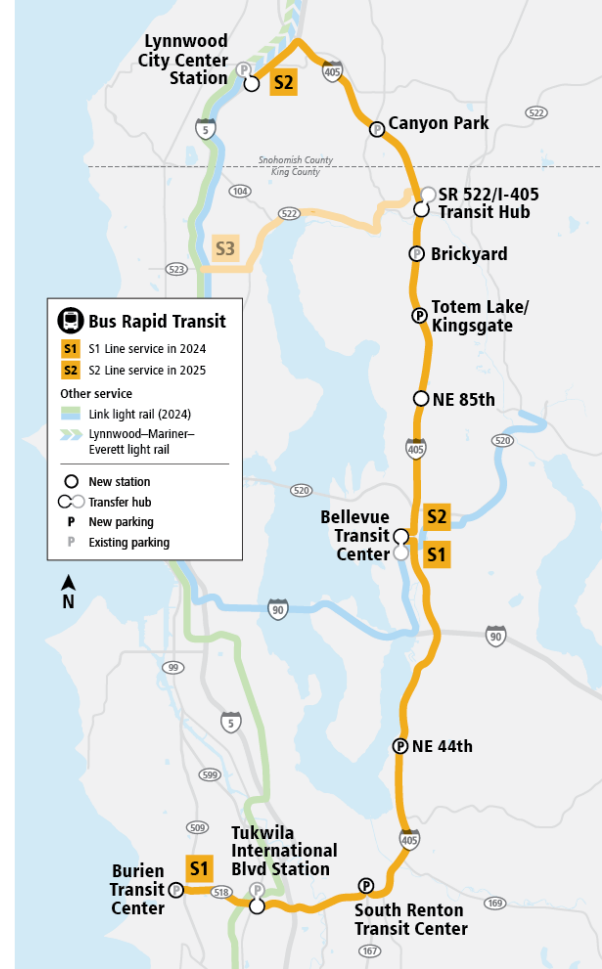 Lynnwood
City Center
Station
P
S2
405
5
P
Canyon Park
522
Snohomish County
King County
104
SR 522/I-405
Transit Hub
P
522
S3
P
Brickyard
523
P
Totem Lake/
Kingsgate
Bus Rapid Transit
S1 S1 Line service in 2024
S2 S2 Line service in 2025
Other service
Link light rail (2024)
Lynnwood–Mariner–
Everett light rail
New station
Transfer hub
P New parking
P Existing parking
N
NE 85th
405
520
520
Bellevue
Transit
Center
S2
S1
90
90
99
5
P
NE 44th
599
509
405
Tukwila
International
Blvd Station
P
Burien
Transit
Center
P
S1
518
P
South Renton
Transit Center
169
167